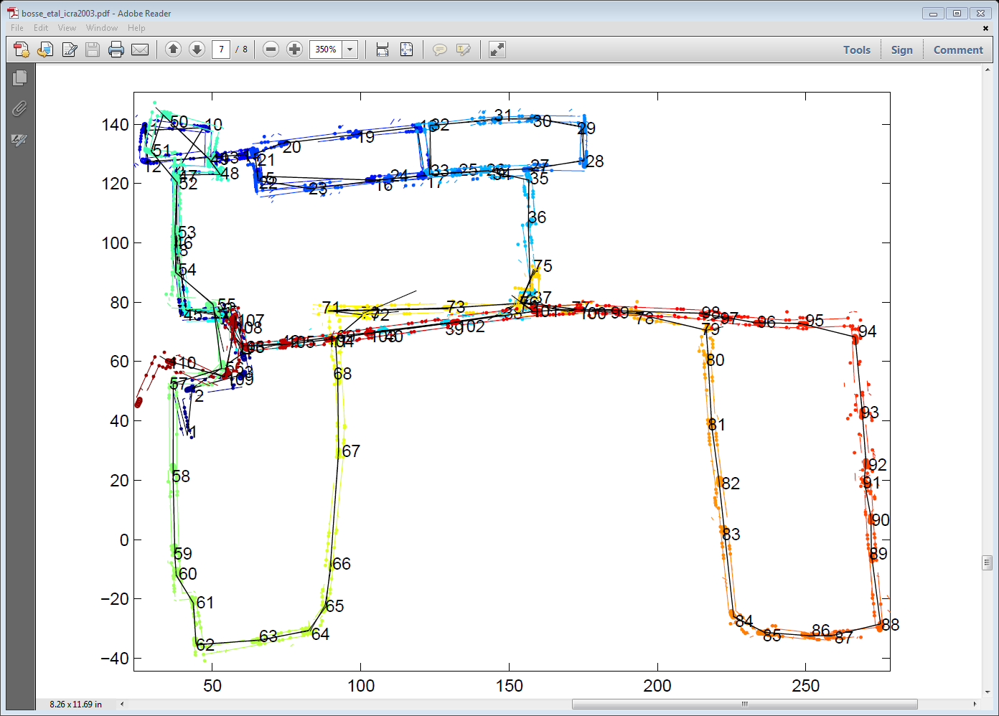 bosse_etal_icra2003.pdf - Adobe Reader
File Edit View Window Help
7 / 8 350% Tools Sign Comment
140
120
100
80
60
40
20
0
−20
−40
50 100 150 200 250
50 10 31 30 29
32
51 19
20
12 21 28
48 24 33 25 27
47 52 22 23 16 17 35
53 36
8
54 75
37
45 71 72 73 98 97 96 95
107 108 39 102 100 99 78 79 94
105 103 40
110 68 80
57 109
2
1 81 93
67
58 82 92
91
83 90
59 89
60 66
61 65
62 63 64 84 85 86 87 88
8.26 x 11.69 in